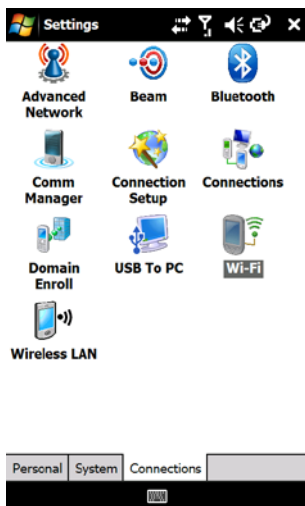 Settings
Advanced Network
Beam
Bluetooth
Comm Manager
Connection Setup
Connections
Domain Enroll
USB To PC
Wi-Fi
Wireless LAN
Personal System Connections